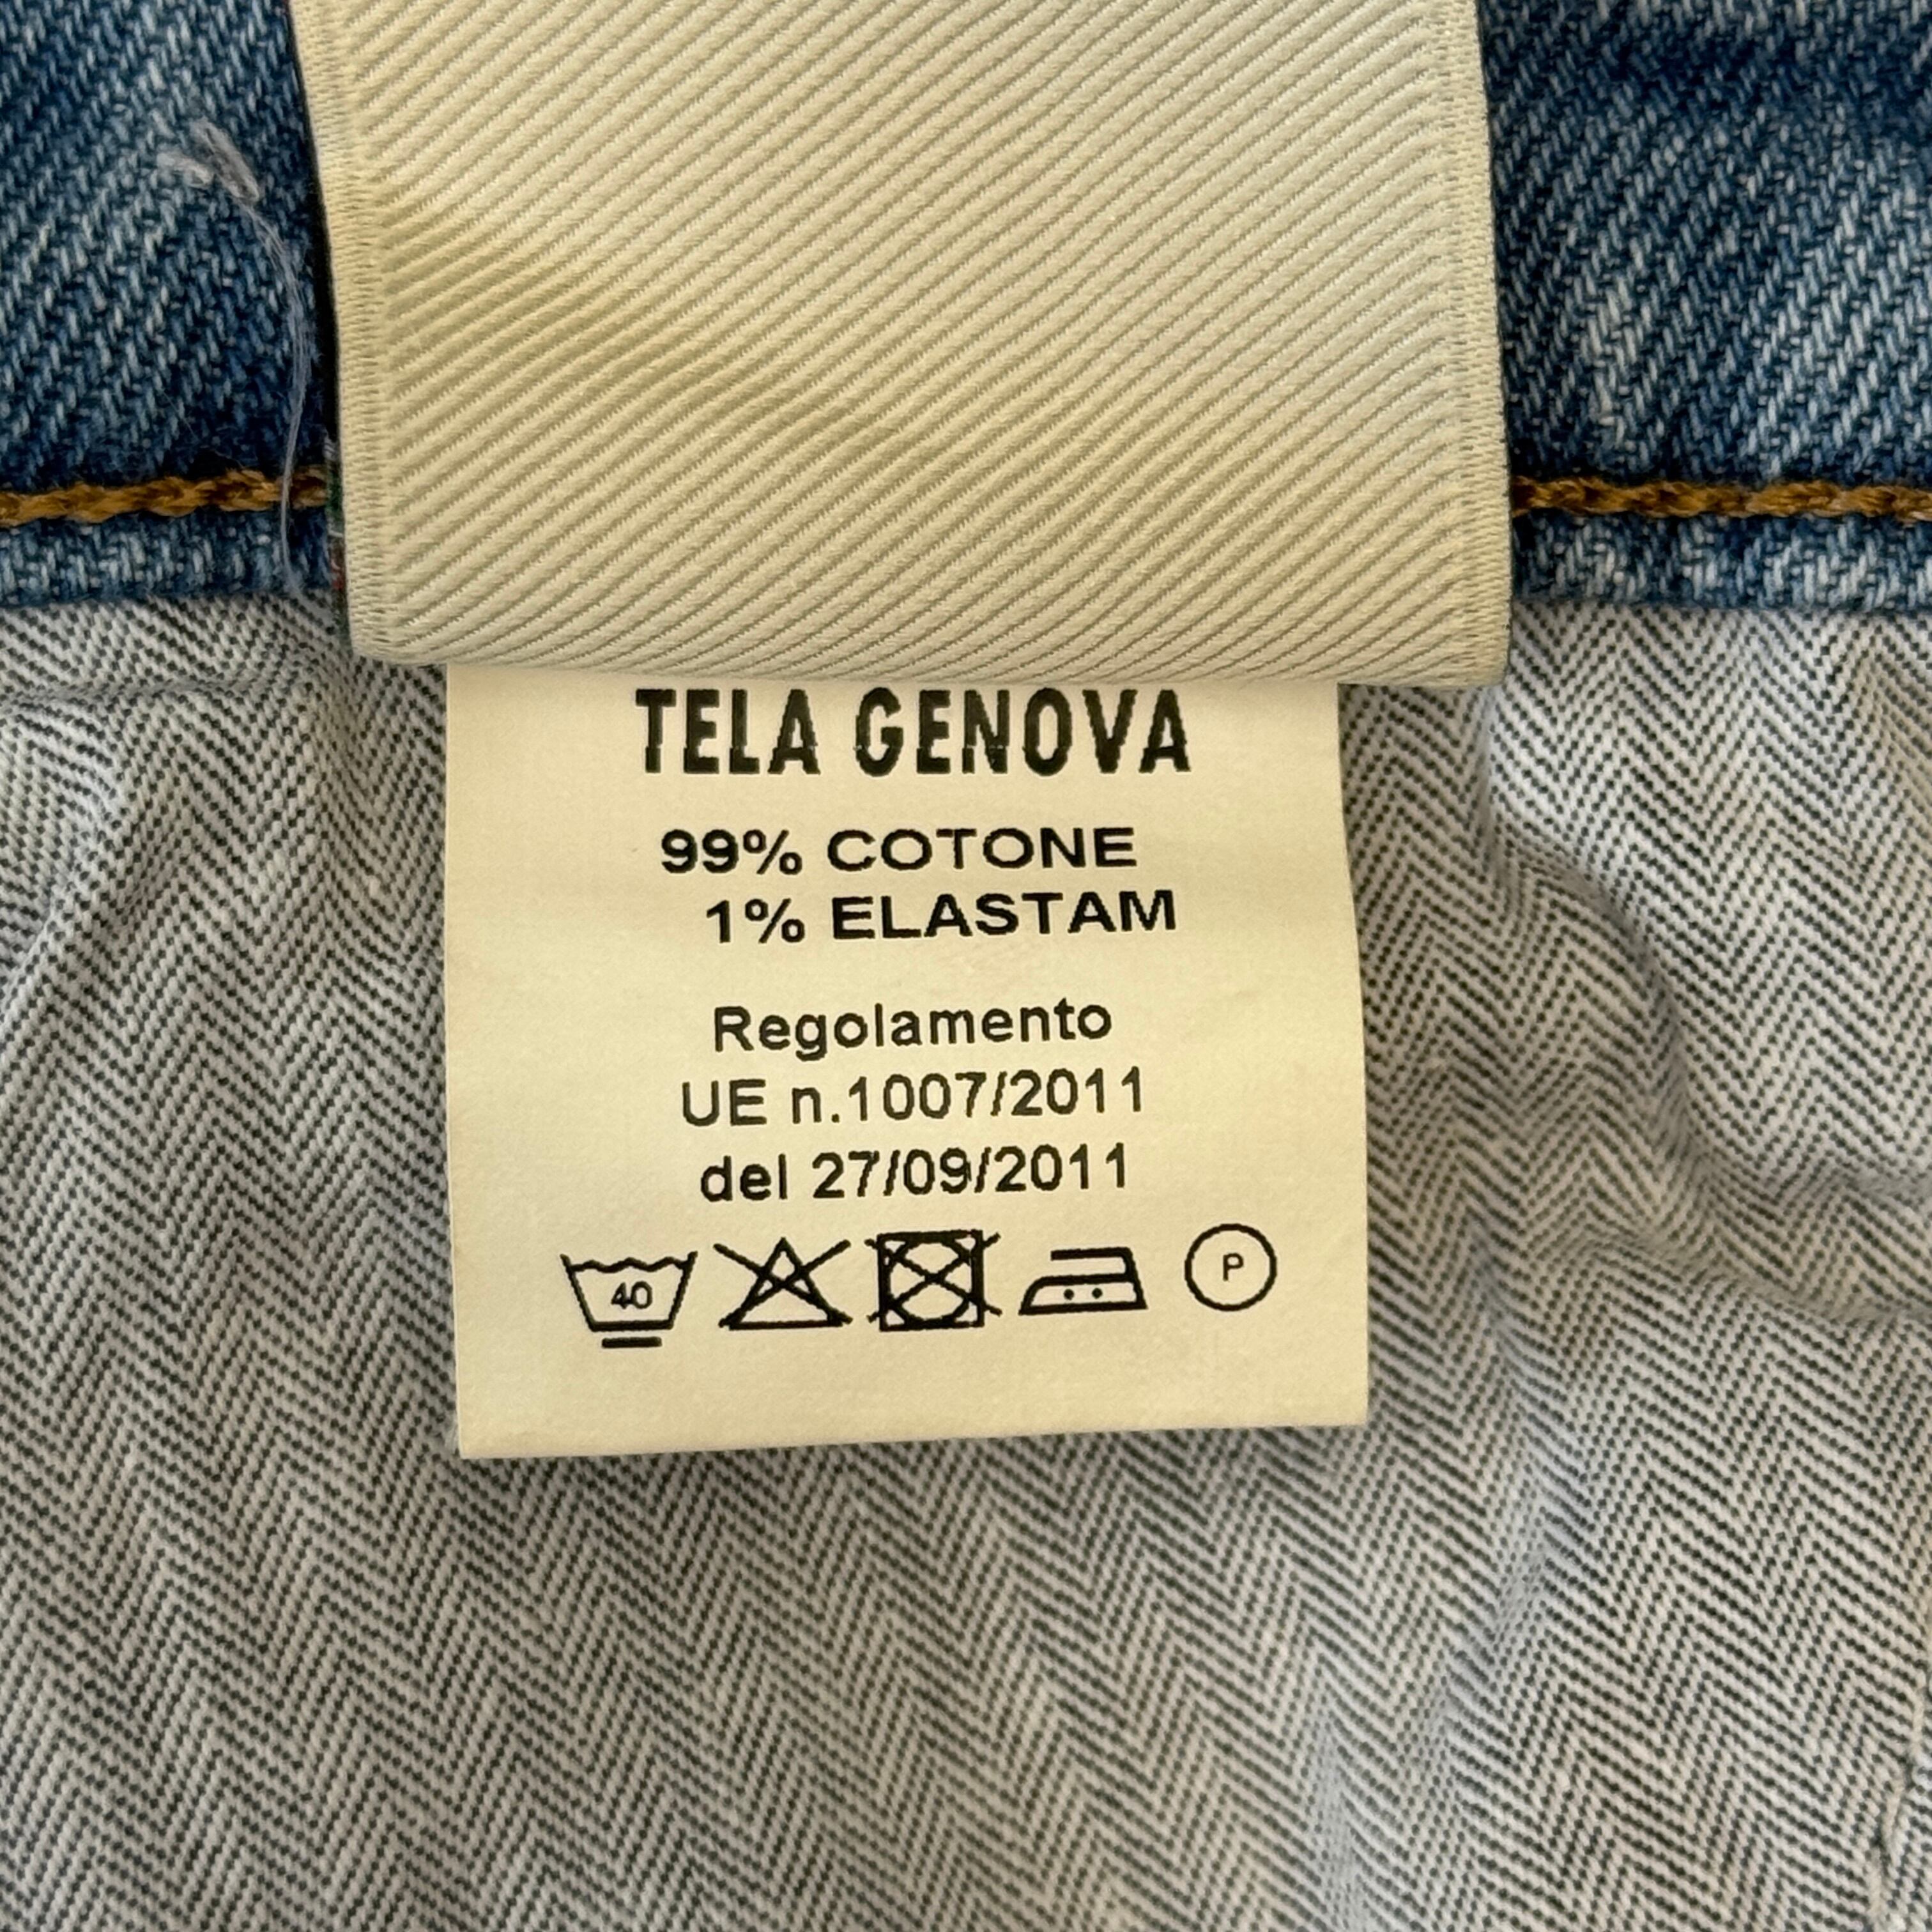 TELA GENOVA
99% COTONE
1% ELASTAM
Regolamento
UE n.1007/2011
del 27/09/2011
40 P